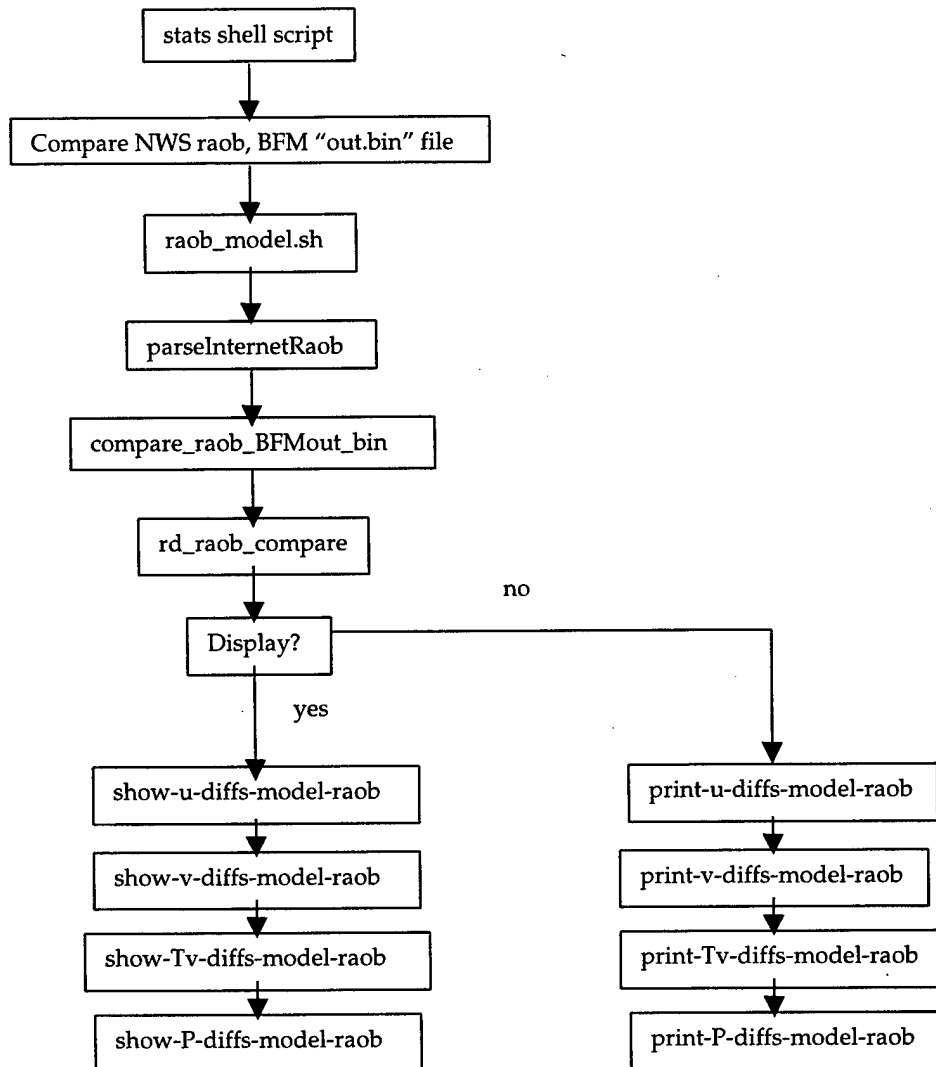 stats shell script
Compare NWS raob, BFM “out.bin” file
raob_model.sh
parseInternetRaob
compare_raob_BFMout_bin
rd_raob_compare
no
Display?
yes
show-u-diffs-model-raob
print-u-diffs-model-raob
show-v-diffs-model-raob
print-v-diffs-model-raob
show-Tv-diffs-model-raob
print-Tv-diffs-model-raob
show-P-diffs-model-raob
print-P-diffs-model-raob